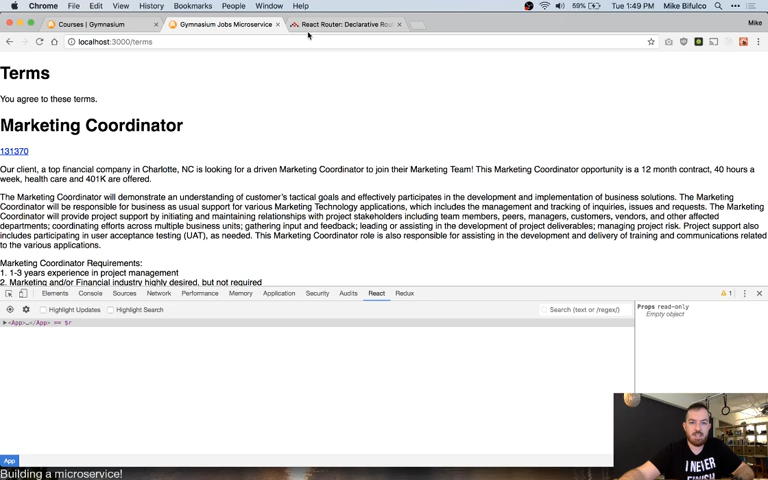 Chrome File Edit View History Bookmarks People Window Help 59% Tue 1:49 PM Mike Bifulco
Courses | Gymnasium × Gymnasium Jobs Microservice × React Router: Declarative Rou × Mike
localhost:3000/terms
Terms
You agree to these terms.
Marketing Coordinator
131370
Our client, a top financial company in Charlotte, NC is looking for a driven Marketing Coordinator to join their Marketing Team! This Marketing Coordinator opportunity is a 12 month contract, 40 hours a
week, health care and 401K are offered.
The Marketing Coordinator will demonstrate an understanding of customer's tactical goals and effectively participates in the development and implementation of business solutions. The Marketing
Coordinator will be responsible for business as usual support for various Marketing Technology applications, which includes the management and tracking of inquiries, issues and requests. The Marketing
Coordinator will provide project support by initiating and maintaining relationships with project stakeholders including team members, peers, managers, customers, vendors, and other affected
departments; coordinating efforts across multiple business units; gathering input and feedback; leading or assisting in the development of project deliverables; managing project risk. Project support also
includes participating in user acceptance testing (UAT), as needed. This Marketing Coordinator role is also responsible for assisting in the development and delivery of training and communications related
to the various applications.
Marketing Coordinator Requirements:
1. 1-3 years experience in project management
2. Marketing and/or Financial industry highly desired, but not required
Elements Console Sources Network Performance Memory Application Security Audits React Redux 1
Highlight Updates Highlight Search Search (text or /regex/)
Props read-only
Empty object
<App>…</App> == $r
App
Building a microservice!
I NEVER
FINISH